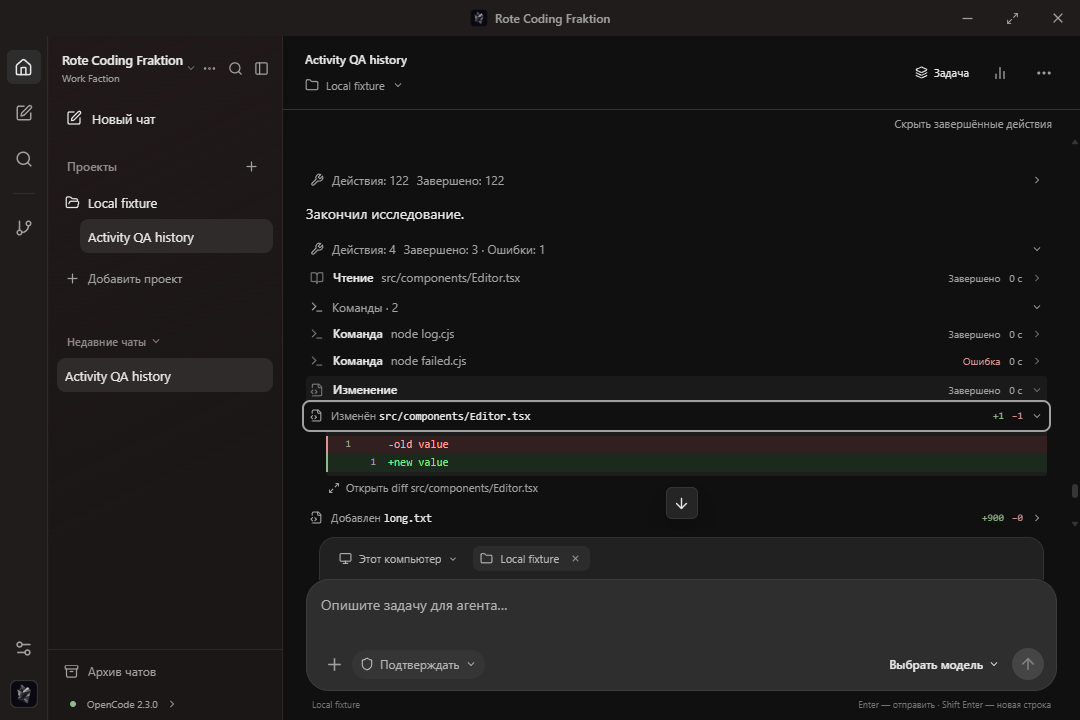 Rote Coding Fraktion
Rote Coding Fraktion
Work Faction
Новый чат
Проекты
Local fixture
Activity QA history
Добавить проект
Недавние чаты
Activity QA history
Архив чатов
OpenCode 2.3.0
Activity QA history
Local fixture
Задача
Скрыть завершённые действия
Действия: 122 Завершено: 122
Закончил исследование.
Действия: 4 Завершено: 3 · Ошибки: 1
Чтение src/components/Editor.tsx Завершено 0 с
Команды · 2
Команда node log.cjs Завершено 0 с
Команда node failed.cjs Ошибка 0 с
Изменение Завершено 0 с
Изменён src/components/Editor.tsx +1 −1
1 -old value
1 +new value
Открыть diff src/components/Editor.tsx
Добавлен long.txt +900 −0
Этот компьютер Local fixture
Опишите задачу для агента...
Подтверждать Выбрать модель
Local fixture Enter — отправить · Shift Enter — новая строка